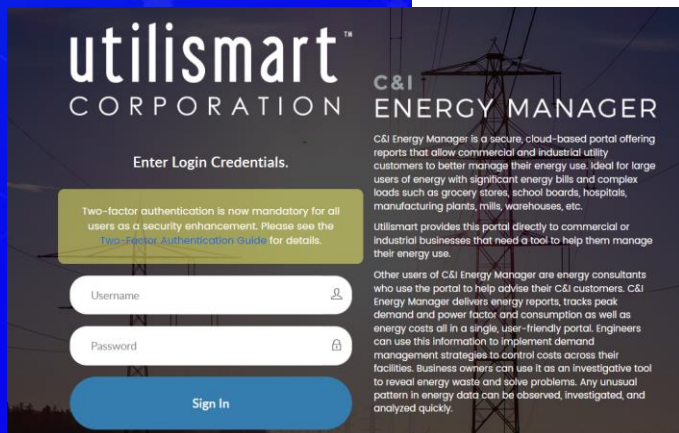 utilismart™
CORPORATION
Enter Login Credentials.
Two-factor authentication is now mandatory for all
users as a security enhancement. Please see the
Two-Factor Authentication Guide for details.
Username
Password
Sign In
C&I
ENERGY MANAGER
C&I Energy Manager is a secure, cloud-based portal offering
reports that allow commercial and industrial utility
customers to better manage their energy use. Ideal for large
users of energy with significant energy bills and complex
loads such as grocery stores, school boards, hospitals,
manufacturing plants, mills, warehouses, etc.
Utilismart provides this portal directly to commercial or
industrial businesses that need a tool to help them manage
their energy use.
Other users of C&I Energy Manager are energy consultants
who use the portal to help advise their C&I customers. C&I
Energy Manager delivers energy reports, tracks peak
demand and power factor and consumption as well as
energy costs all in a single, user-friendly portal. Engineers
can use this information to implement demand
management strategies to control costs across their
facilities. Business owners can use it as an investigative tool
to reveal energy waste and solve problems. Any unusual
pattern in energy data can be observed, investigated, and
analyzed quickly.